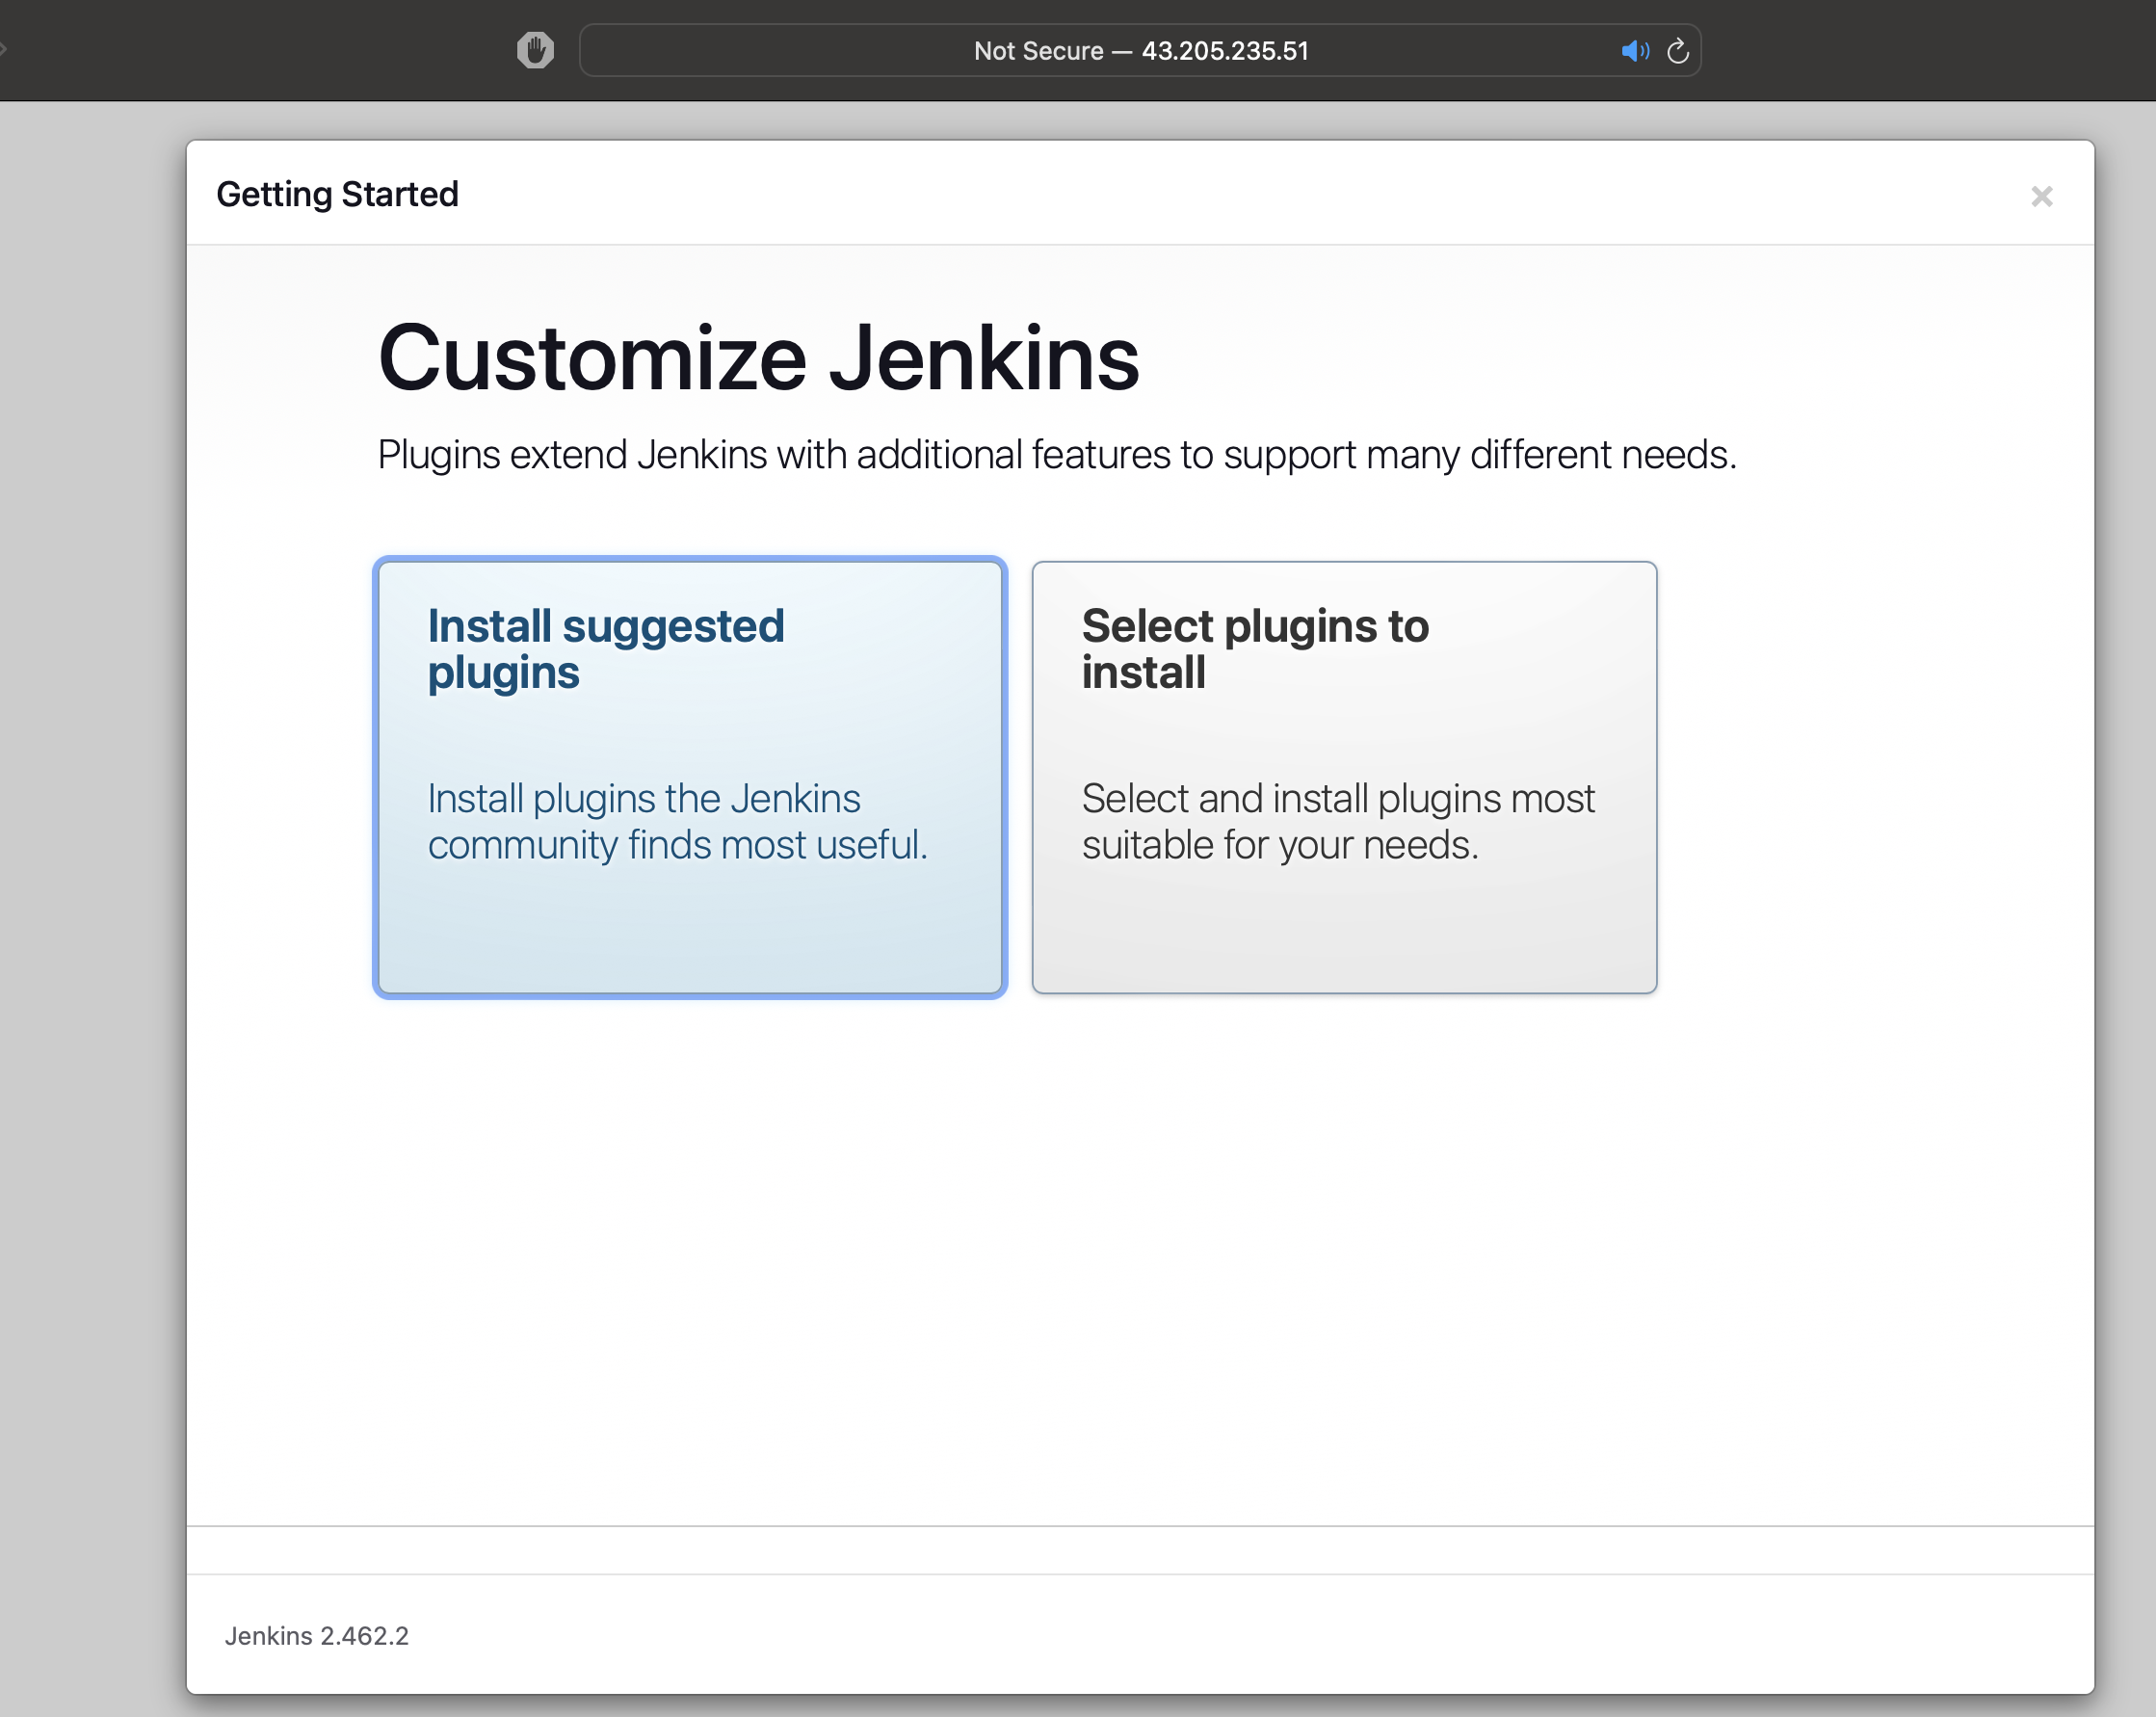 Not Secure — 43.205.235.51
Getting Started
Customize Jenkins
Plugins extend Jenkins with additional features to support many different needs.
Install suggested
plugins
Install plugins the Jenkins
community finds most useful.
Select plugins to
install
Select and install plugins most
suitable for your needs.
Jenkins 2.462.2